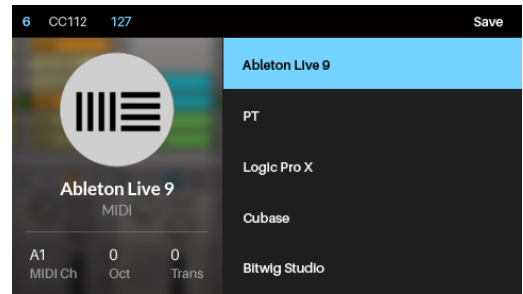 6 CC112 127 Save
Ableton Live 9
MIDI
A1 0 0
MIDI Ch Oct Trans
Ableton Live 9
PT
Logic Pro X
Cubase
Bitwig Studio